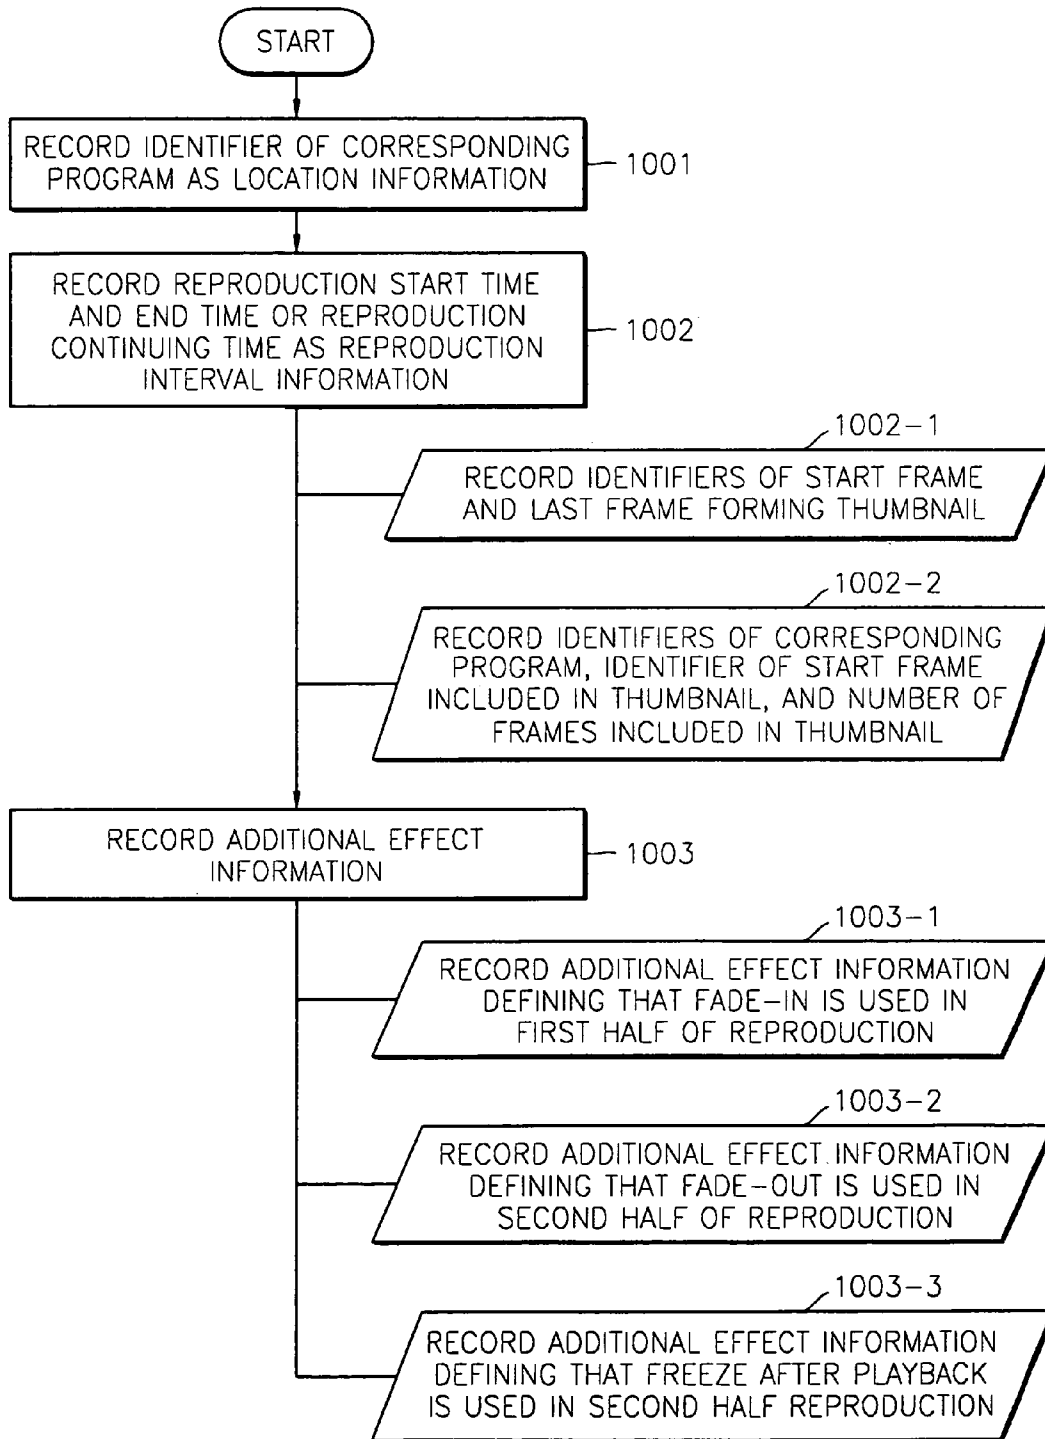 START
RECORD IDENTIFIER OF CORRESPONDING
PROGRAM AS LOCATION INFORMATION
1001
RECORD REPRODUCTION START TIME
AND END TIME OR REPRODUCTION
CONTINUING TIME AS REPRODUCTION
INTERVAL INFORMATION
1002
1002-1
RECORD IDENTIFIERS OF START FRAME
AND LAST FRAME FORMING THUMBNAIL
1002-2
RECORD IDENTIFIERS OF CORRESPONDING
PROGRAM, IDENTIFIER OF START FRAME
INCLUDED IN THUMBNAIL, AND NUMBER OF
FRAMES INCLUDED IN THUMBNAIL
RECORD ADDITIONAL EFFECT
INFORMATION
1003
1003-1
RECORD ADDITIONAL EFFECT INFORMATION
DEFINING THAT FADE-IN IS USED IN
FIRST HALF OF REPRODUCTION
1003-2
RECORD ADDITIONAL EFFECT INFORMATION
DEFINING THAT FADE-OUT IS USED IN
SECOND HALF OF REPRODUCTION
1003-3
RECORD ADDITIONAL EFFECT INFORMATION
DEFINING THAT FREEZE AFTER PLAYBACK
IS USED IN SECOND HALF REPRODUCTION